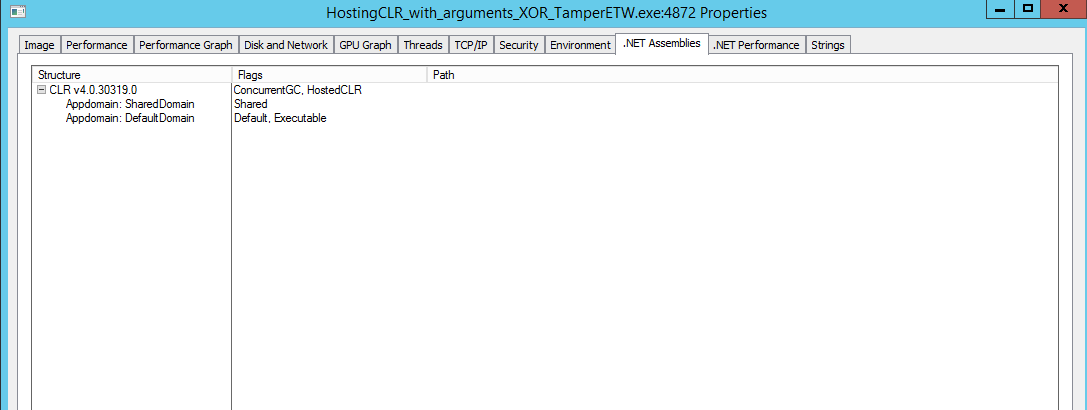 HostingCLR_with_arguments_XOR_TamperETW.exe:4872 Properties
Image Performance Performance Graph Disk and Network GPU Graph Threads TCP/IP Security Environment .NET Assemblies .NET Performance Strings
Structure Flags Path
CLR v4.0.30319.0 ConcurrentGC, HostedCLR
Appdomain: SharedDomain Shared
Appdomain: DefaultDomain Default, Executable